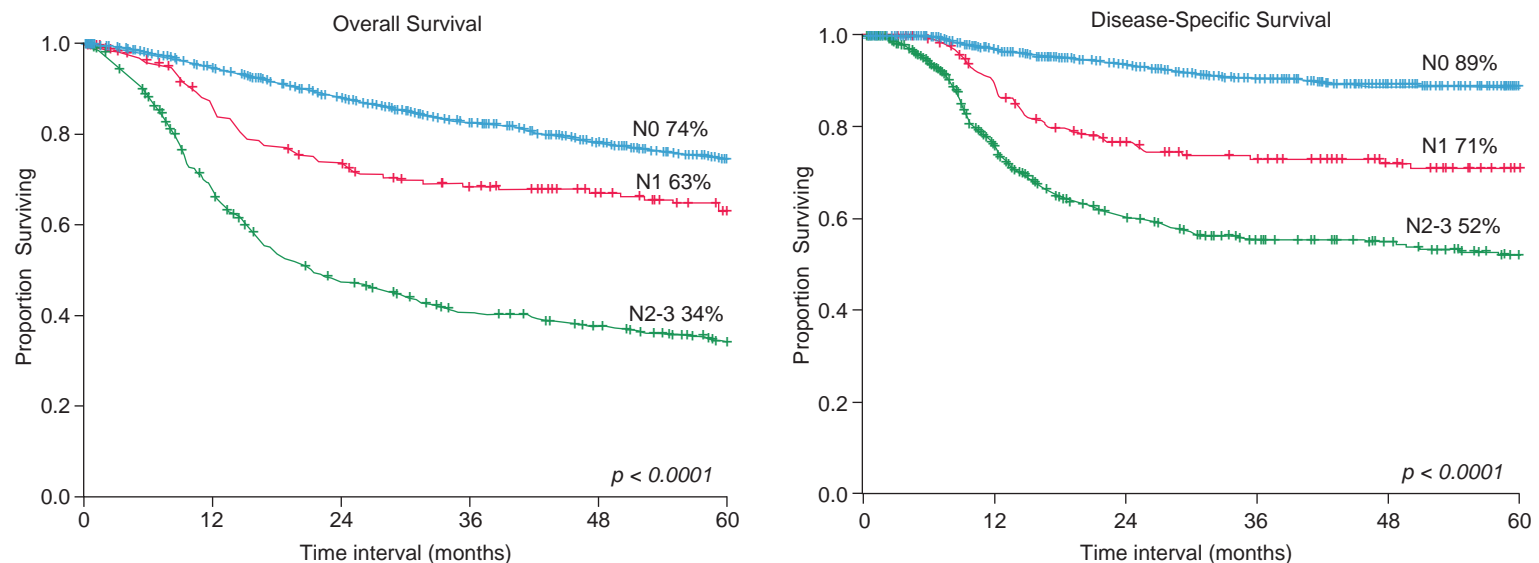 Overall Survival
1.0
0.8
0.6
0.4
0.2
0.0
Proportion Surviving
N0 74%
N1 63%
N2-3 34%
p < 0.0001
0 12 24 36 48 60
Time interval (months)
Disease-Specific Survival
1.0
0.8
0.6
0.4
0.2
0.0
Proportion Surviving
N0 89%
N1 71%
N2-3 52%
p < 0.0001
0 12 24 36 48 60
Time interval (months)